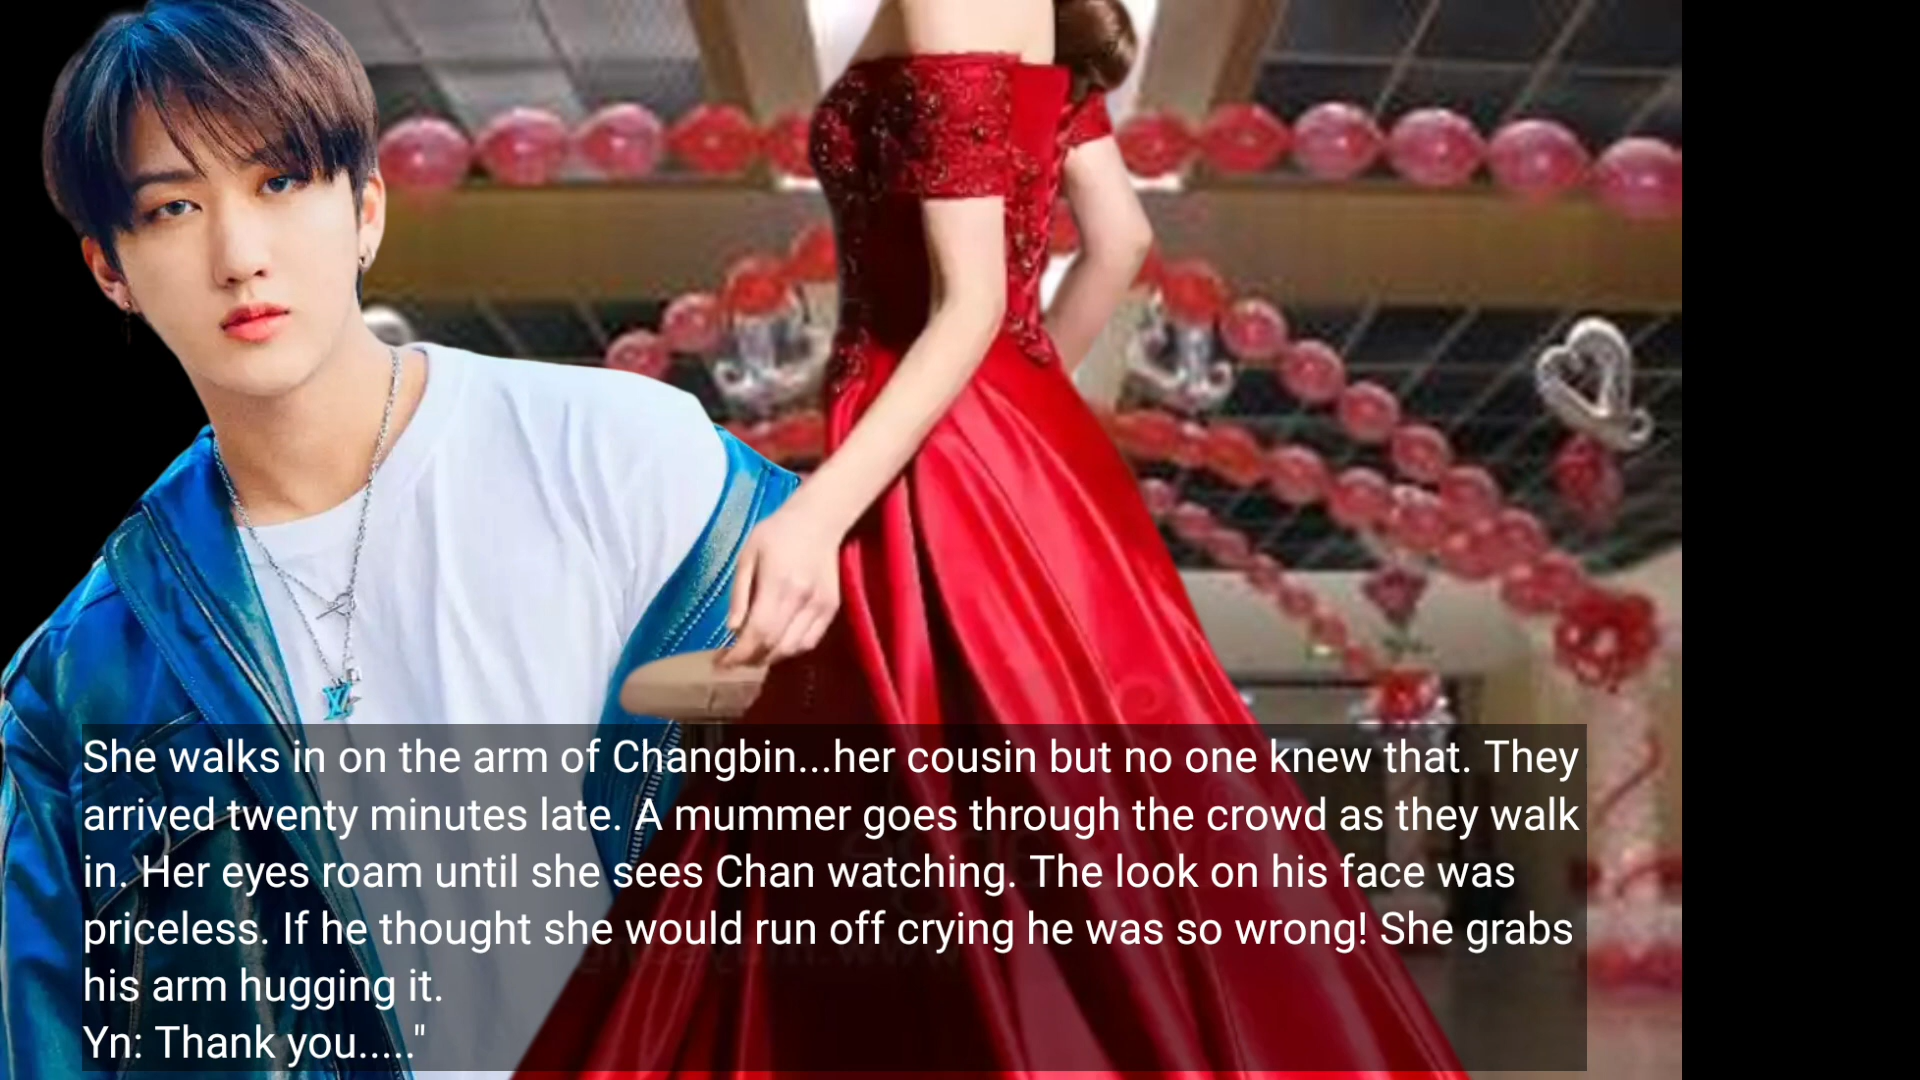 She walks in on the arm of Changbin...her cousin but no one knew that. They
arrived twenty minutes late. A mummer goes through the crowd as they walk
in. Her eyes roam until she sees Chan watching. The look on his face was
priceless. If he thought she would run off crying he was so wrong! She grabs
his arm hugging it.
Yn: Thank you....."